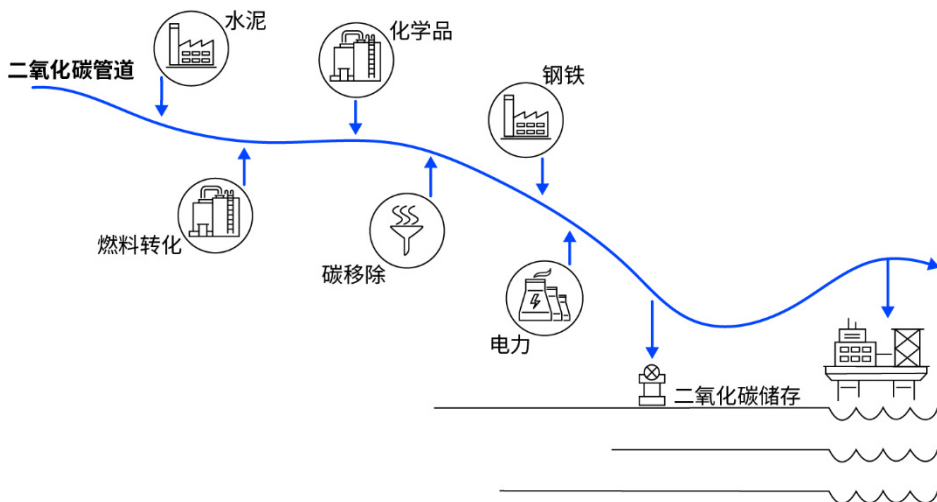 水泥
化学品
二氧化碳管道
钢铁
燃料转化
碳移除
电力
二氧化碳储存